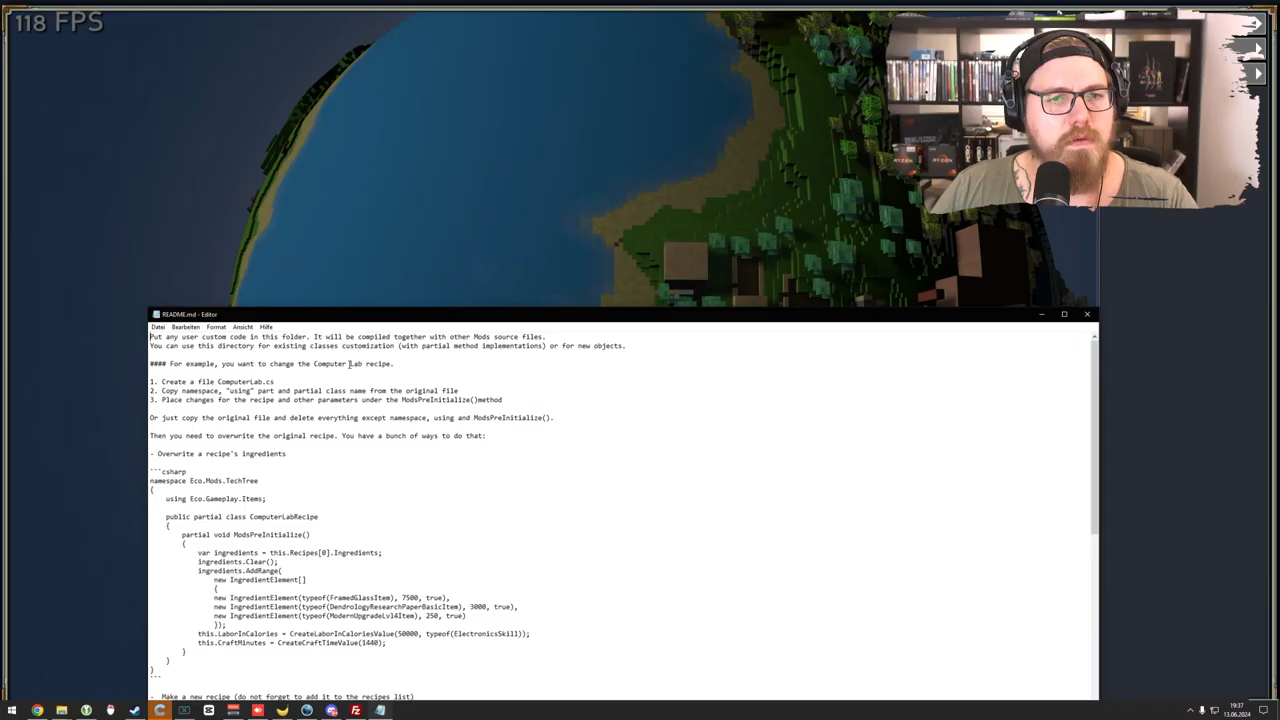 118 FPS
README.md - Editor
Datei Bearbeiten Format Ansicht Hilfe
Put any user custom code in this folder. It will be compiled together with other Mods source files.
You can use this directory for existing classes customization (with partial method implementations) or for new objects.
#### For example, you want to change the Computer Lab recipe.
1. Create a file ComputerLab.cs
2. Copy namespace, "using" part and partial class name from the original file
3. Place changes for the recipe and other parameters under the ModsPreInitialize()method
Or just copy the original file and delete everything except namespace, using and ModsPreInitialize().
Then you need to overwrite the original recipe. You have a bunch of ways to do that:
- Overwrite a recipe's ingredients
```csharp
namespace Eco.Mods.TechTree
{
using Eco.Gameplay.Items;
public partial class ComputerLabRecipe
{
partial void ModsPreInitialize()
{
var ingredients = this.Recipes[0].Ingredients;
ingredients.Clear();
ingredients.AddRange(
new IngredientElement[]
{
new IngredientElement(typeof(FramedGlassItem), 7500, true),
new IngredientElement(typeof(DendrologyResearchPaperBasicItem), 3000, true),
new IngredientElement(typeof(ModernUpgradeLvl4Item), 250, true)
});
this.LaborInCalories = CreateLaborInCaloriesValue(50000, typeof(ElectronicsSkill));
this.CraftMinutes = CreateCraftTimeValue(1440);
}
}
}
```
- Make a new recipe (do not forget to add it to the recipes list)
19:37
13.06.2024